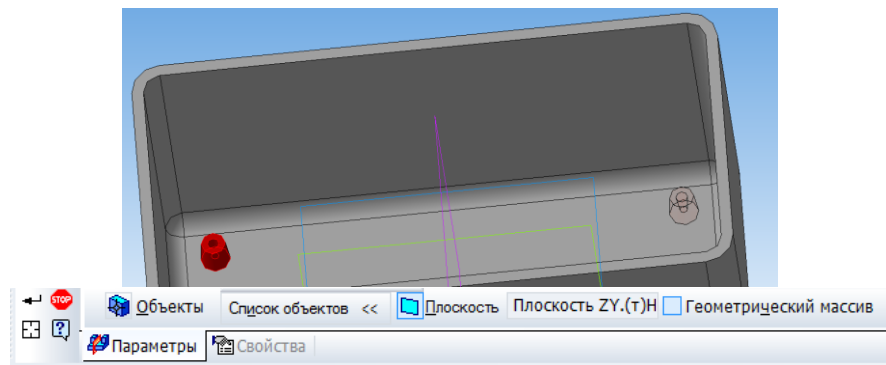 STOP Объекты Список объектов << Плоскость Плоскость ZY.(т)Н Геометрический массив
? Параметры Свойства